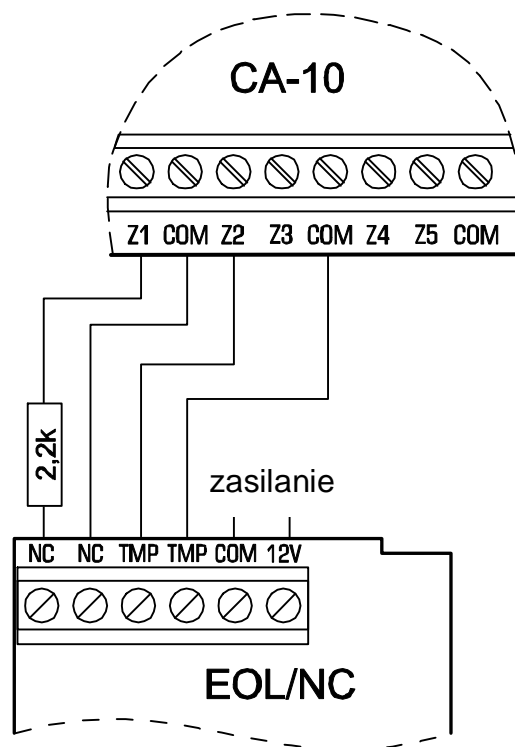 CA-10
Z1 COM Z2 Z3 COM Z4 Z5 COM
2,2k
zasilanie
NC NC TMP TMP COM 12V
EOL/NC